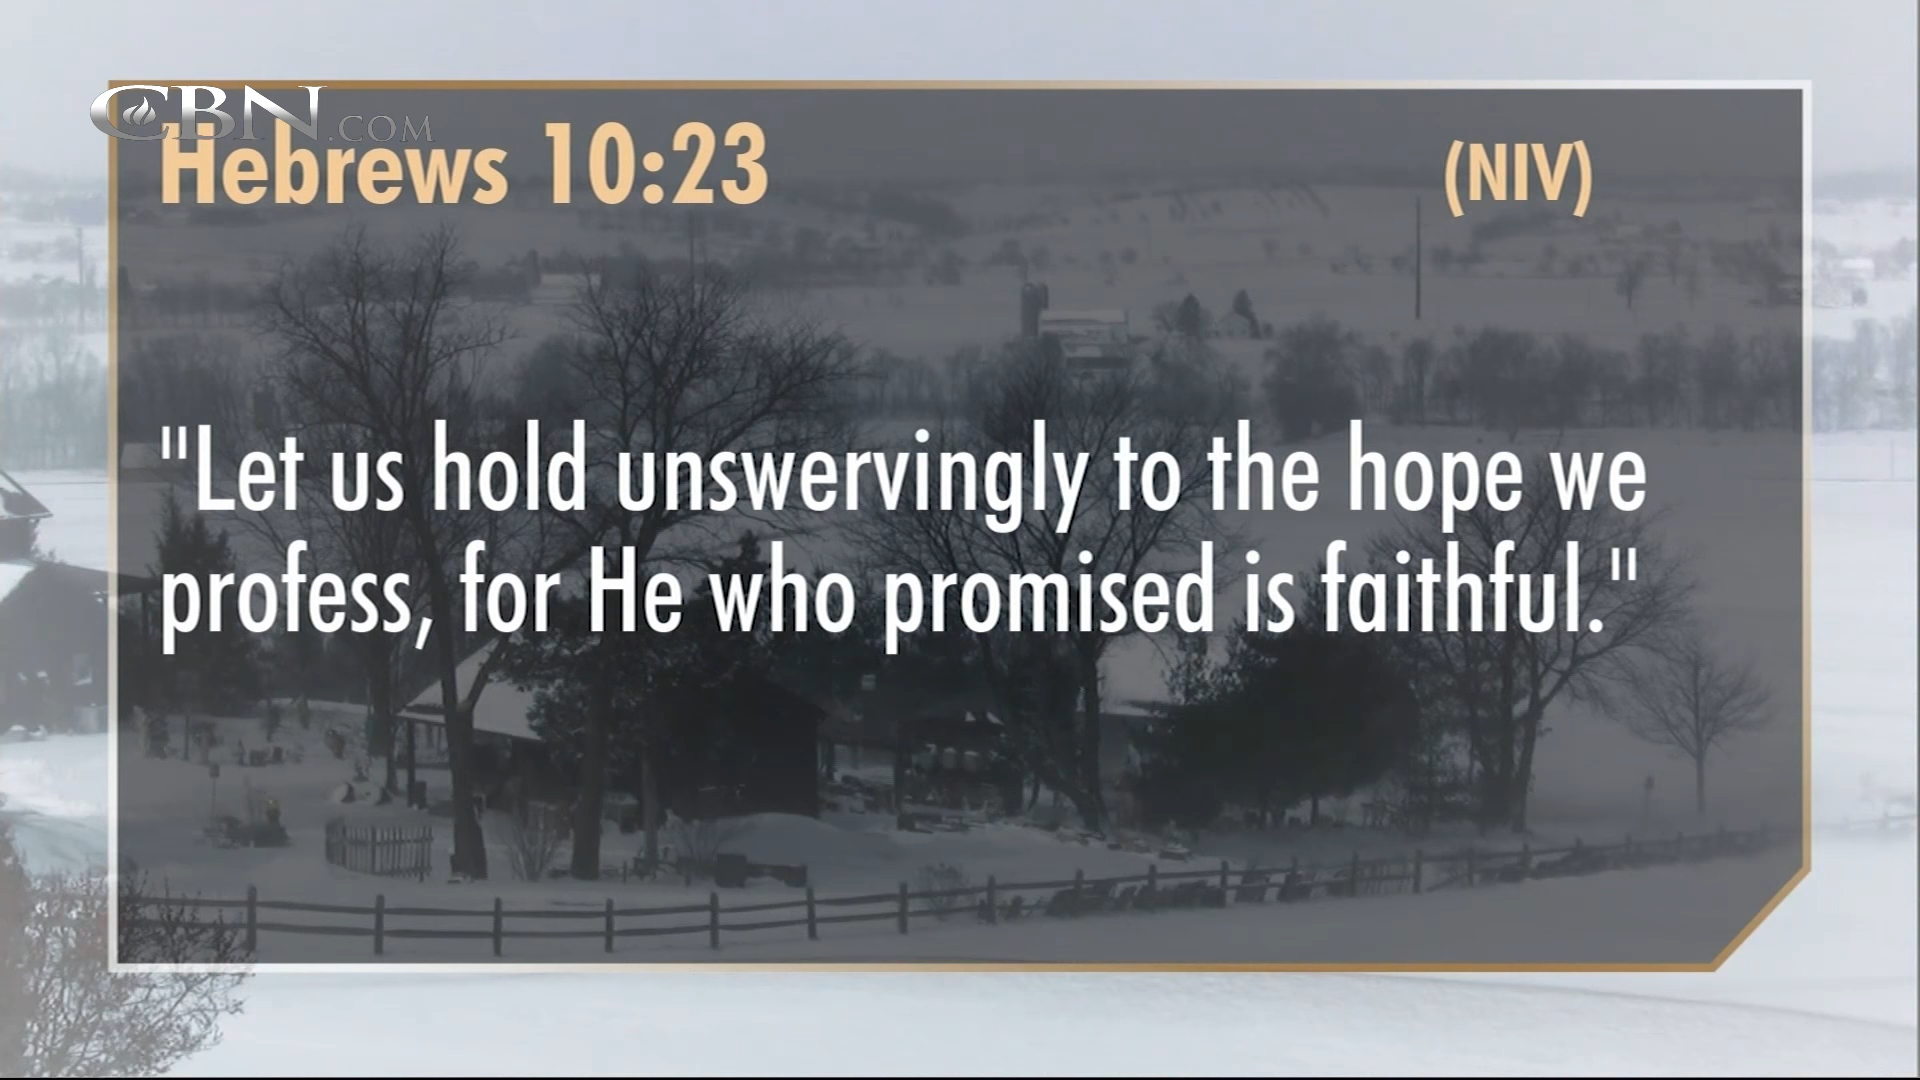 CBN.COM
Hebrews 10:23 (NIV)
"Let us hold unswervingly to the hope we
profess, for He who promised is faithful."